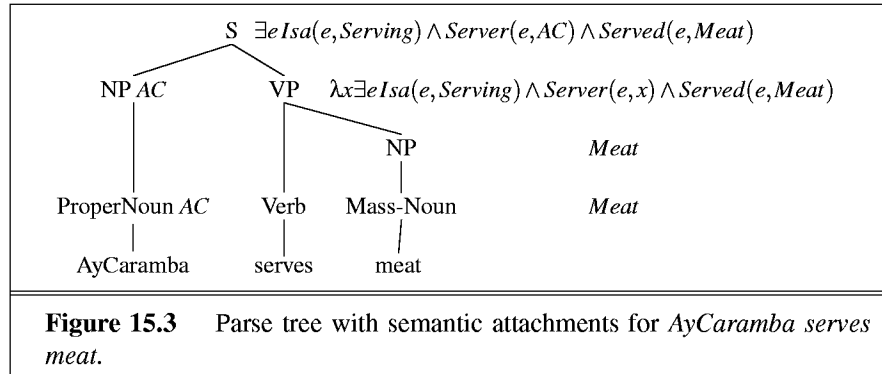 S ∃eIsa(e,Serving) ∧ Server(e,AC) ∧ Served(e,Meat)
NP AC VP λx∃eIsa(e,Serving) ∧ Server(e,x) ∧ Served(e,Meat)
NP Meat
ProperNoun AC Verb Mass-Noun Meat
AyCaramba serves meat
Figure 15.3 Parse tree with semantic attachments for AyCaramba serves
meat.